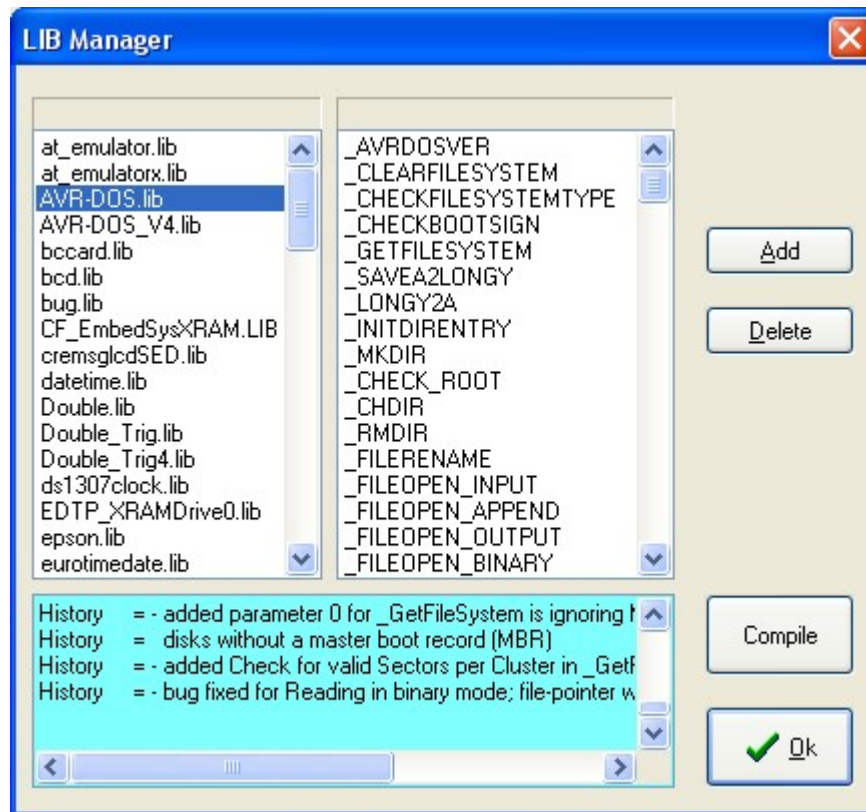 LIB Manager
at_emulator.lib
at_emulatorx.lib
AVR-DOS.lib
AVR-DOS_V4.lib
bccard.lib
bcd.lib
bug.lib
CF_EmbedSysXRAM.LIB
cremsglcdSED.lib
datetime.lib
Double.lib
Double_Trig.lib
Double_Trig4.lib
ds1307clock.lib
EDTP_XRAMDrive0.lib
epson.lib
eurotimedate.lib
_AVRDOSVER
_CLEARFILESYSTEM
_CHECKFILESYSTEMTYPE
_CHECKBOOTSIGN
_GETFILESYSTEM
_SAVEA2LONGY
_LONGY2A
_INITDIRENTRY
_MKDIR
_CHECK_ROOT
_CHDIR
_RMDIR
_FILERENAME
_FILEOPEN_INPUT
_FILEOPEN_APPEND
_FILEOPEN_OUTPUT
_FILEOPEN_BINARY
Add
Delete
History = - added parameter 0 for _GetFileSystem is ignoring
History = disks without a master boot record (MBR)
History = - added Check for valid Sectors per Cluster in
History = - bug fixed for Reading in binary mode; file-pointer
Compile
Ok